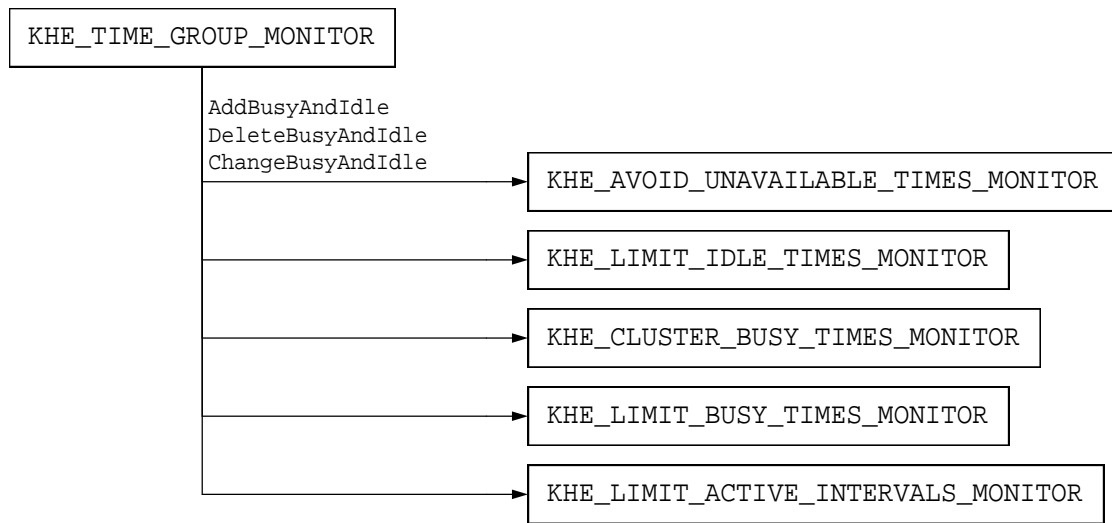 KHE_TIME_GROUP_MONITOR
AddBusyAndIdle
DeleteBusyAndIdle
ChangeBusyAndIdle
KHE_AVOID_UNAVAILABLE_TIMES_MONITOR
KHE_LIMIT_IDLE_TIMES_MONITOR
KHE_CLUSTER_BUSY_TIMES_MONITOR
KHE_LIMIT_BUSY_TIMES_MONITOR
KHE_LIMIT_ACTIVE_INTERVALS_MONITOR